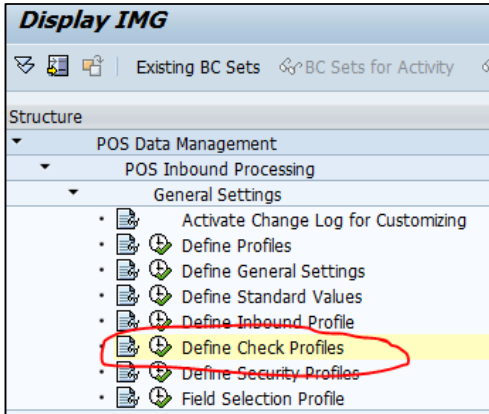 Display IMG
Existing BC Sets BC Sets for Activity
Structure
POS Data Management
POS Inbound Processing
General Settings
Activate Change Log for Customizing
Define Profiles
Define General Settings
Define Standard Values
Define Inbound Profile
Define Check Profiles
Define Security Profiles
Field Selection Profile